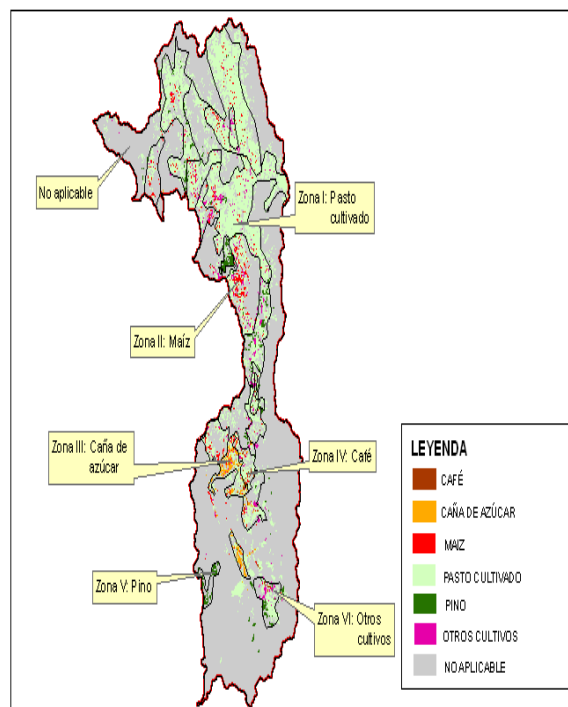 No aplicable
Zona I: Pasto
cultivado
Zona II: Maíz
Zona III: Caña de
azúcar
Zona IV: Café
Zona V: Pino
Zona VI: Otros
cultivos
LEYENDA
CAFÉ
CAÑA DE AZÚCAR
MAIZ
PASTO CULTIVADO
PINO
OTROS CULTIVOS
NO APLICABLE